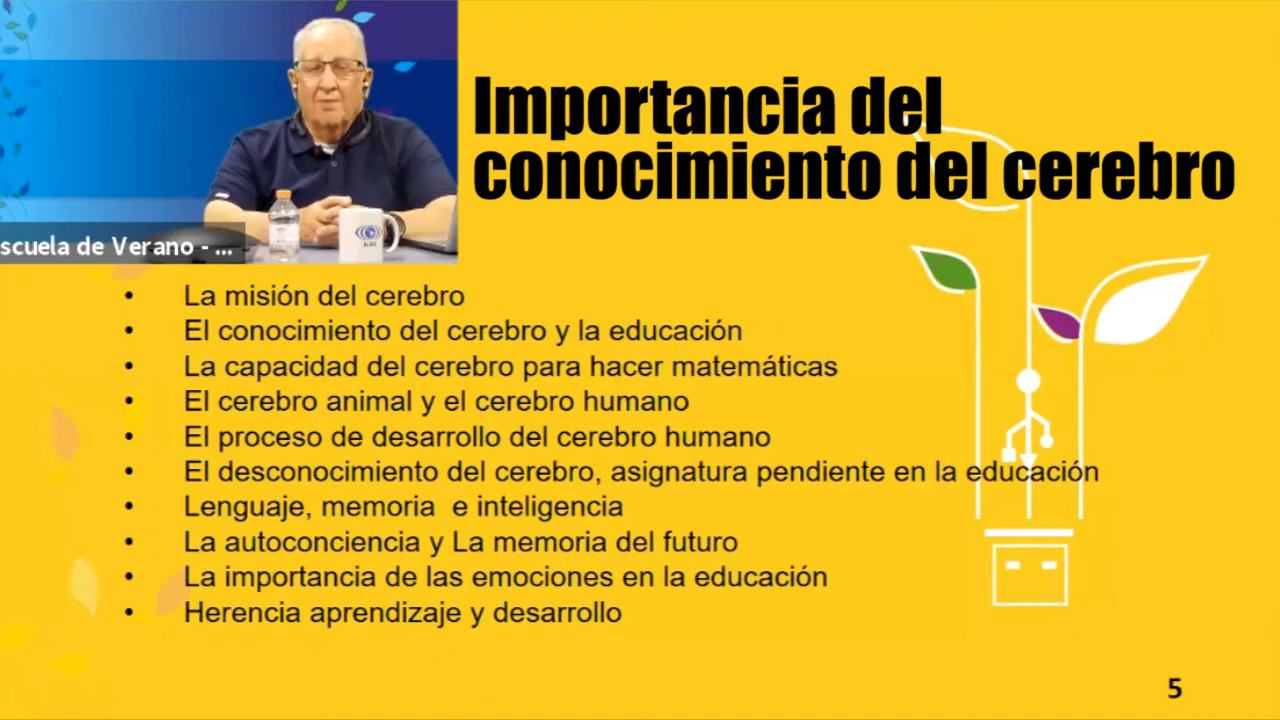 Importancia del
conocimiento del cerebro
scuela de Verano - ...
• La misión del cerebro
• El conocimiento del cerebro y la educación
• La capacidad del cerebro para hacer matemáticas
• El cerebro animal y el cerebro humano
• El proceso de desarrollo del cerebro humano
• El desconocimiento del cerebro, asignatura pendiente en la educación
• Lenguaje, memoria  e inteligencia
• La autoconciencia y La memoria del futuro
• La importancia de las emociones en la educación
• Herencia aprendizaje y desarrollo
5